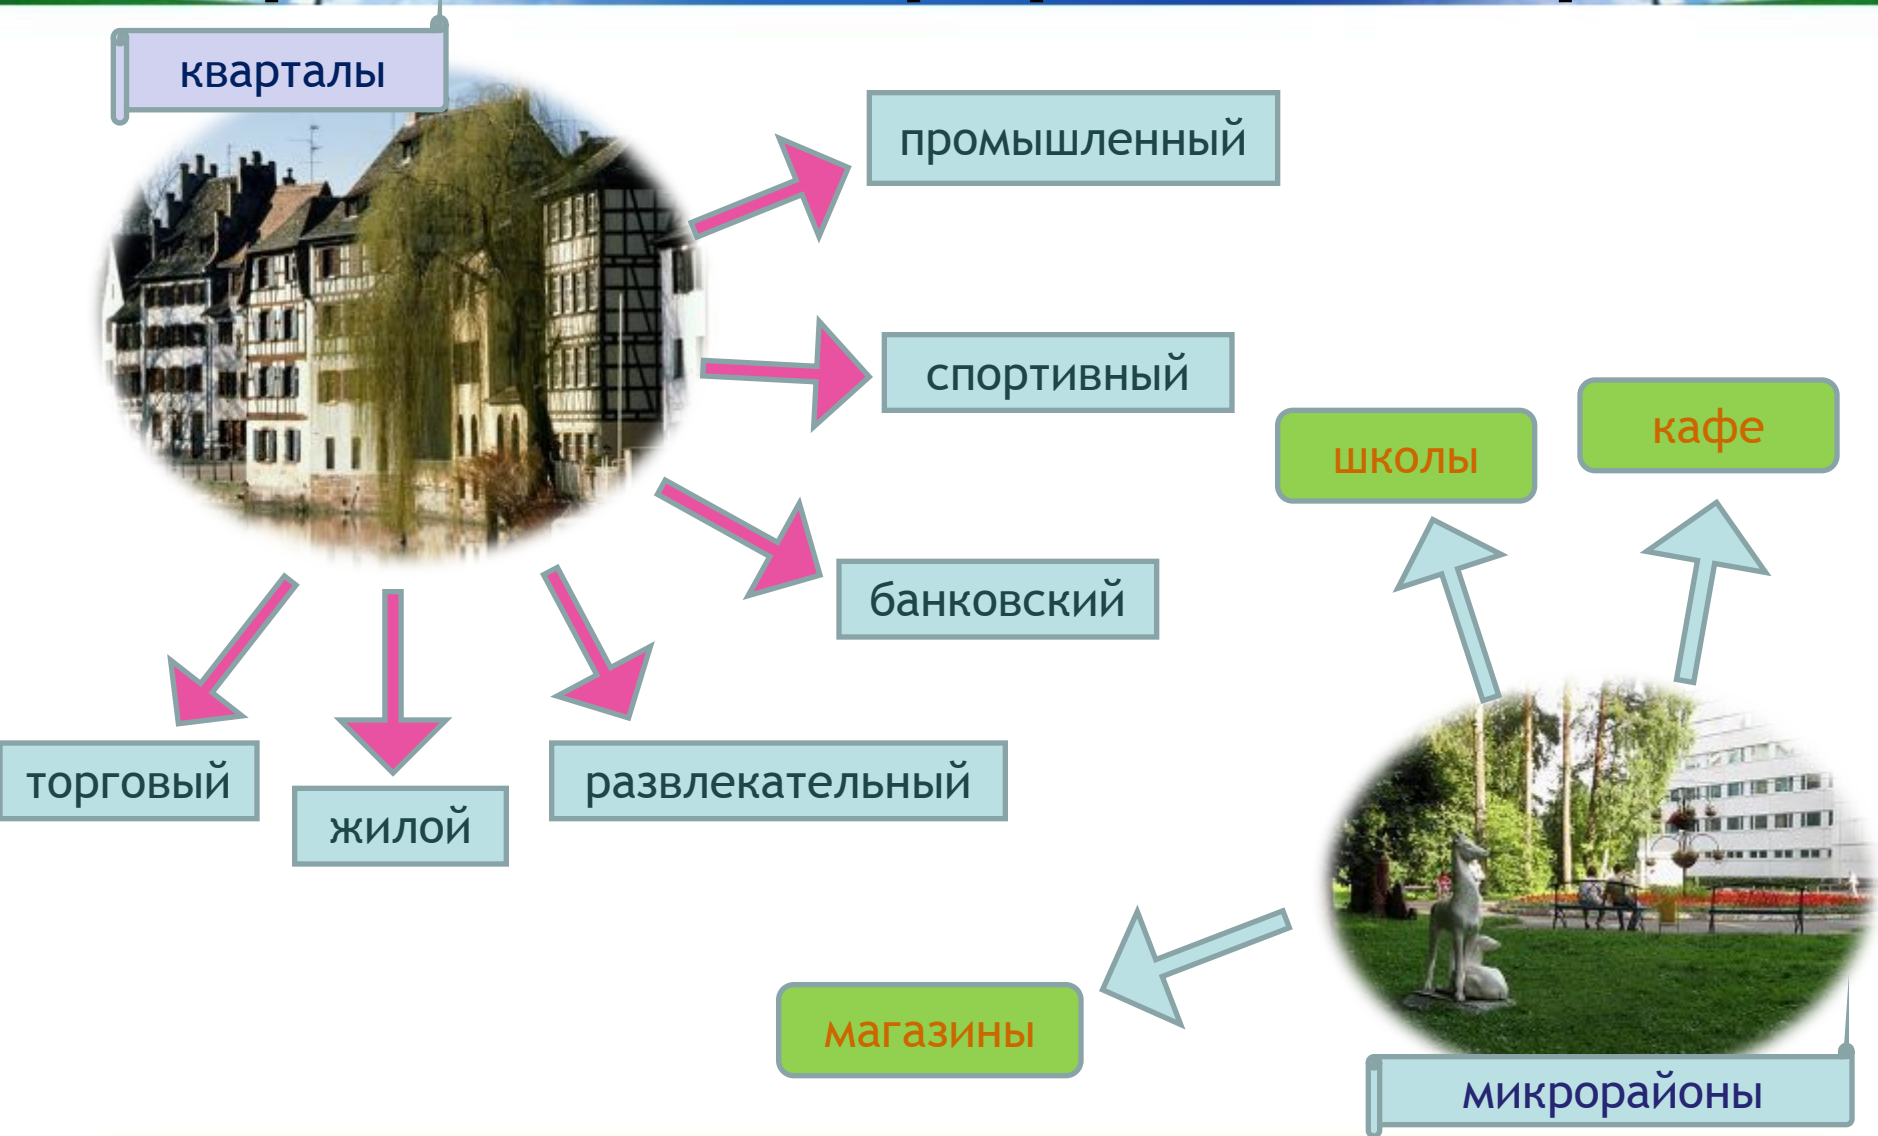 кварталы
промышленный
спортивный
банковский
торговый
жилой
развлекательный
школы
кафе
магазины
микрорайоны